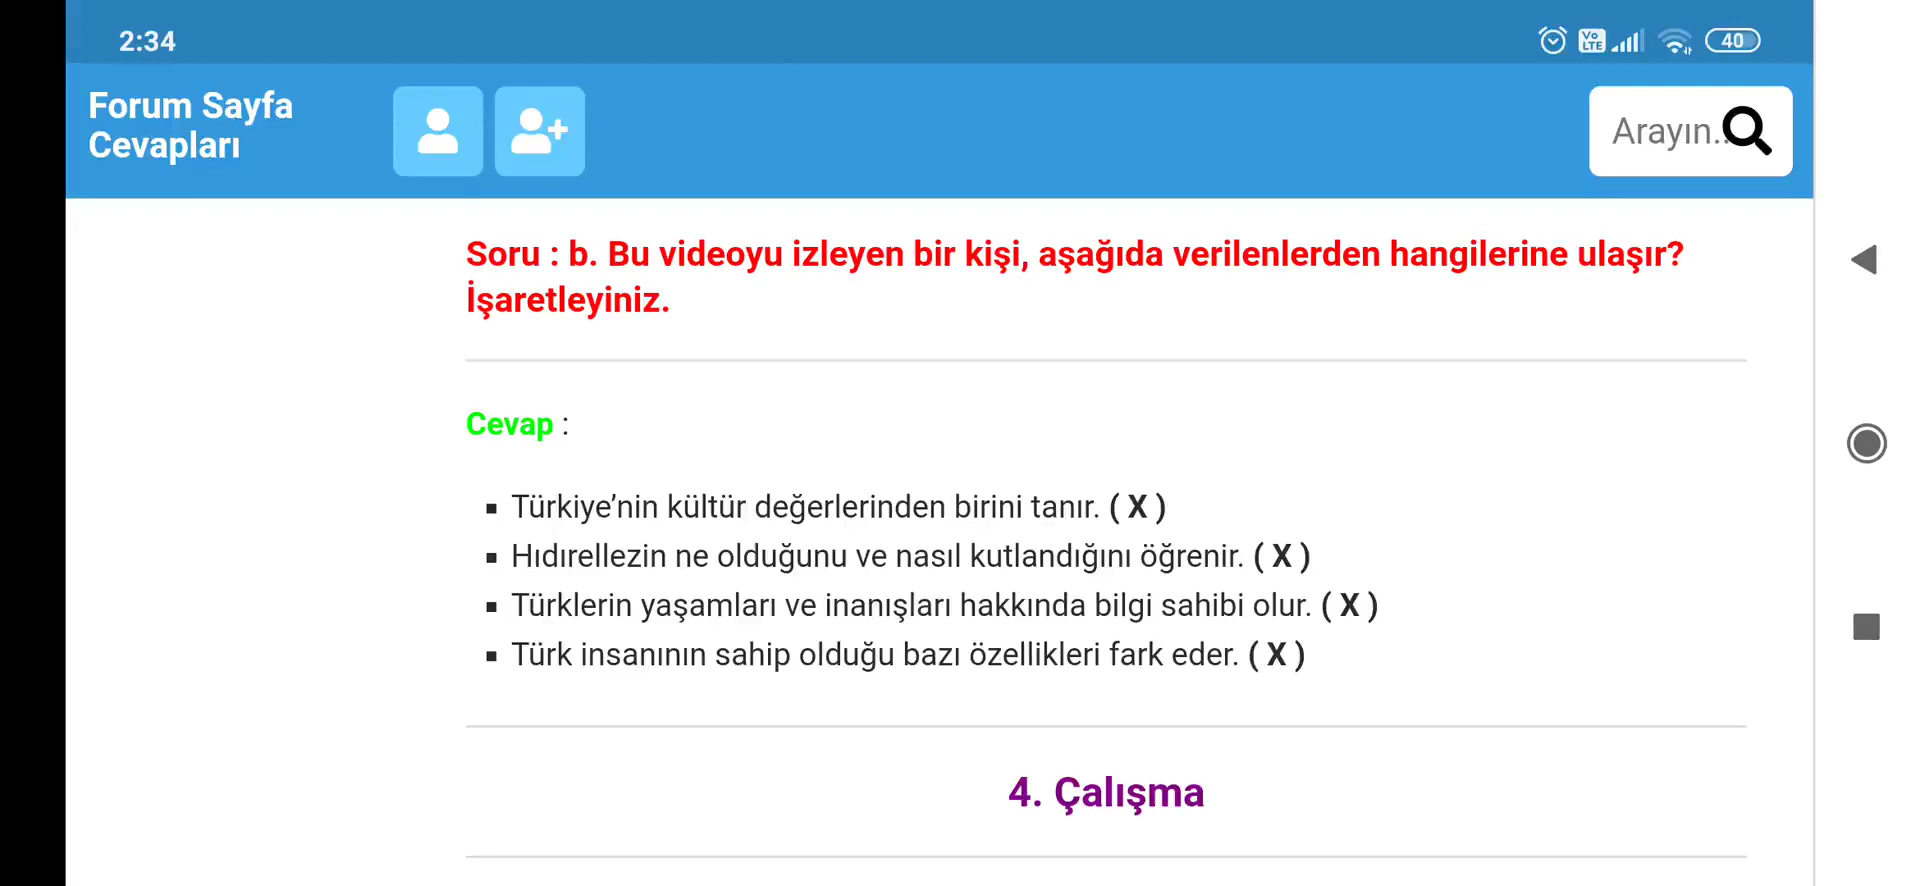 2:34
Vo LTE
40
Forum Sayfa
Cevapları
Arayın..
Soru : b. Bu videoyu izleyen bir kişi, aşağıda verilenlerden hangilerine ulaşır?
İşaretleyiniz.
Cevap :
▪ Türkiye’nin kültür değerlerinden birini tanır. ( X )
▪ Hıdırellezin ne olduğunu ve nasıl kutlandığını öğrenir. ( X )
▪ Türklerin yaşamları ve inanışları hakkında bilgi sahibi olur. ( X )
▪ Türk insanının sahip olduğu bazı özellikleri fark eder. ( X )
4. Çalışma